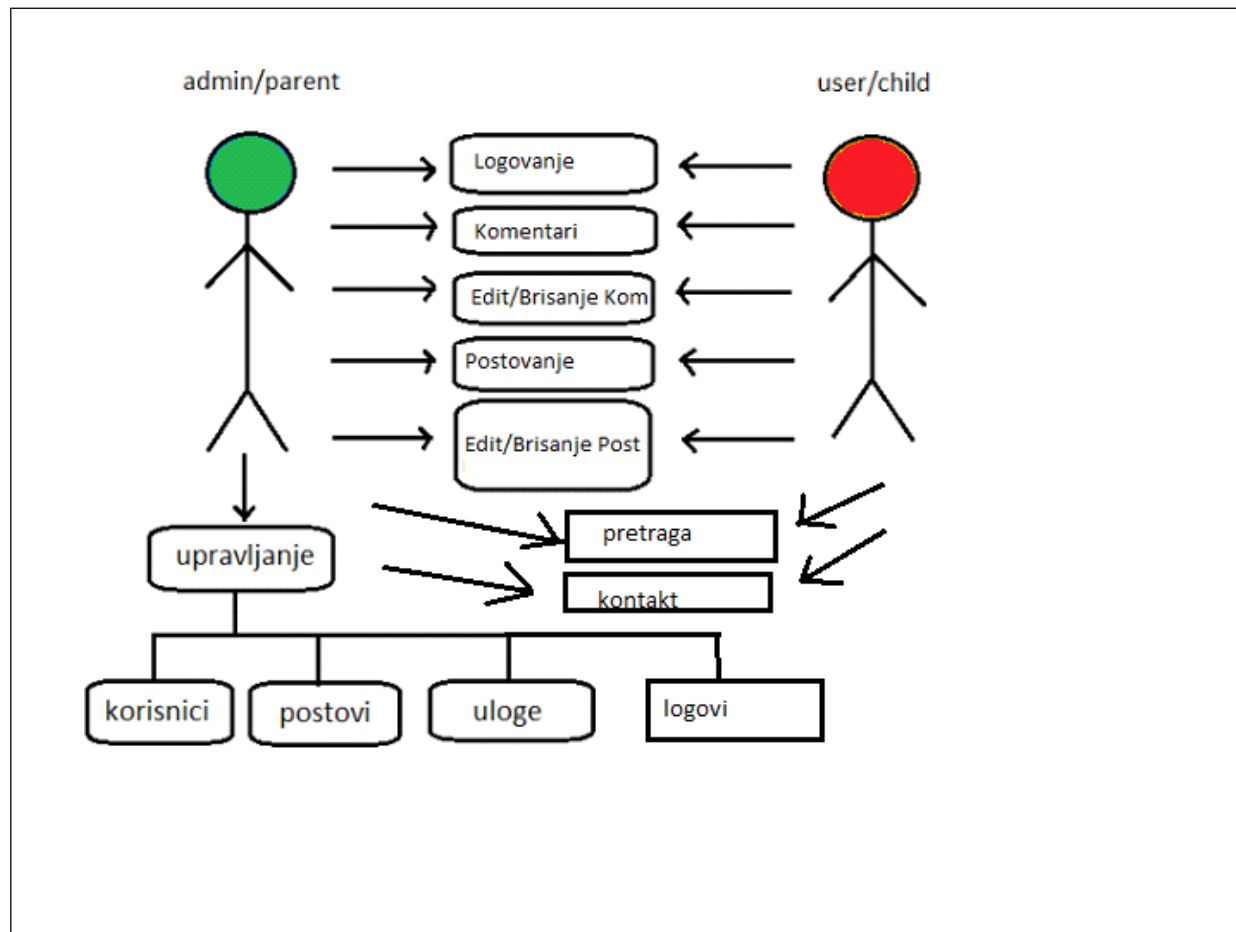 admin/parent
user/child
Logovanje
Komentari
Edit/Brisanje Kom
Postovanje
Edit/Brisanje Post
pretraga
upravljanje
kontakt
korisnici
postovi
uloge
logovi